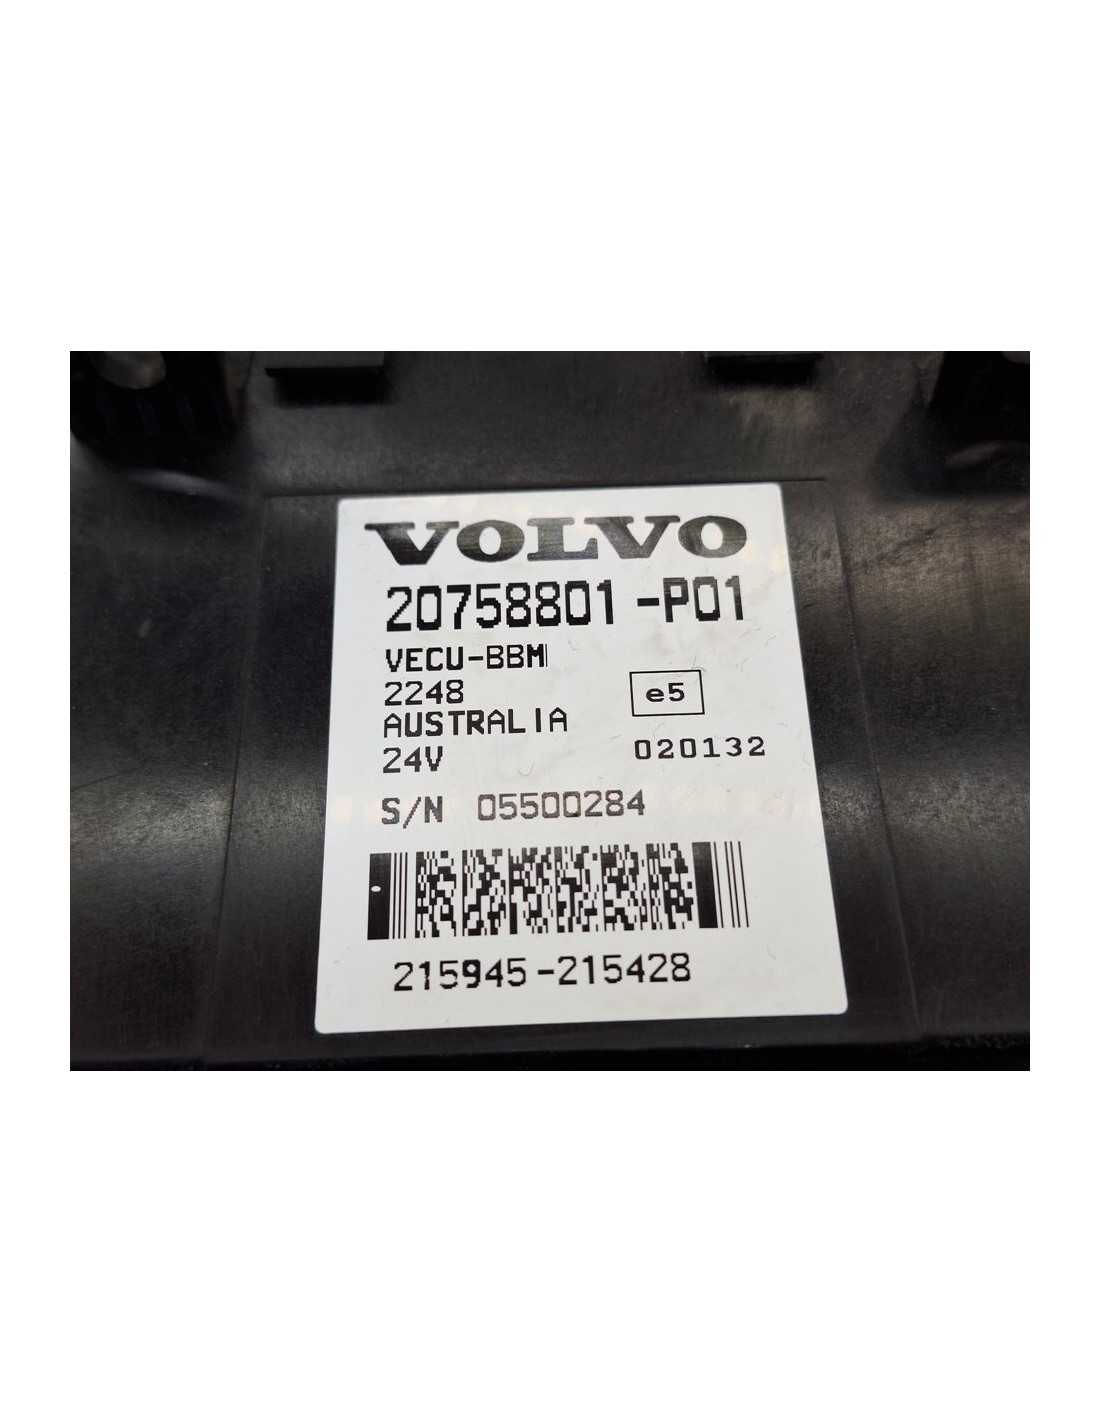 VOLVO
20758801-P01
VECU-BBM
2248
e5
AUSTRALIA
24V
020132
S/N 05500284
215945-215428